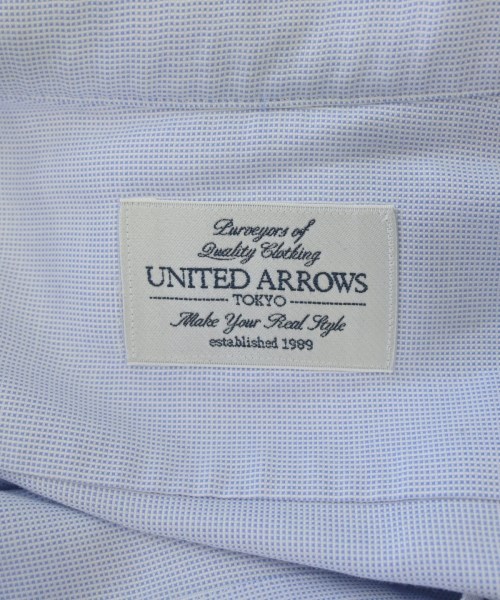 Purveyors of
Quality Clothing
UNITED ARROWS
TOKYO
Make Your Real Style
established 1989